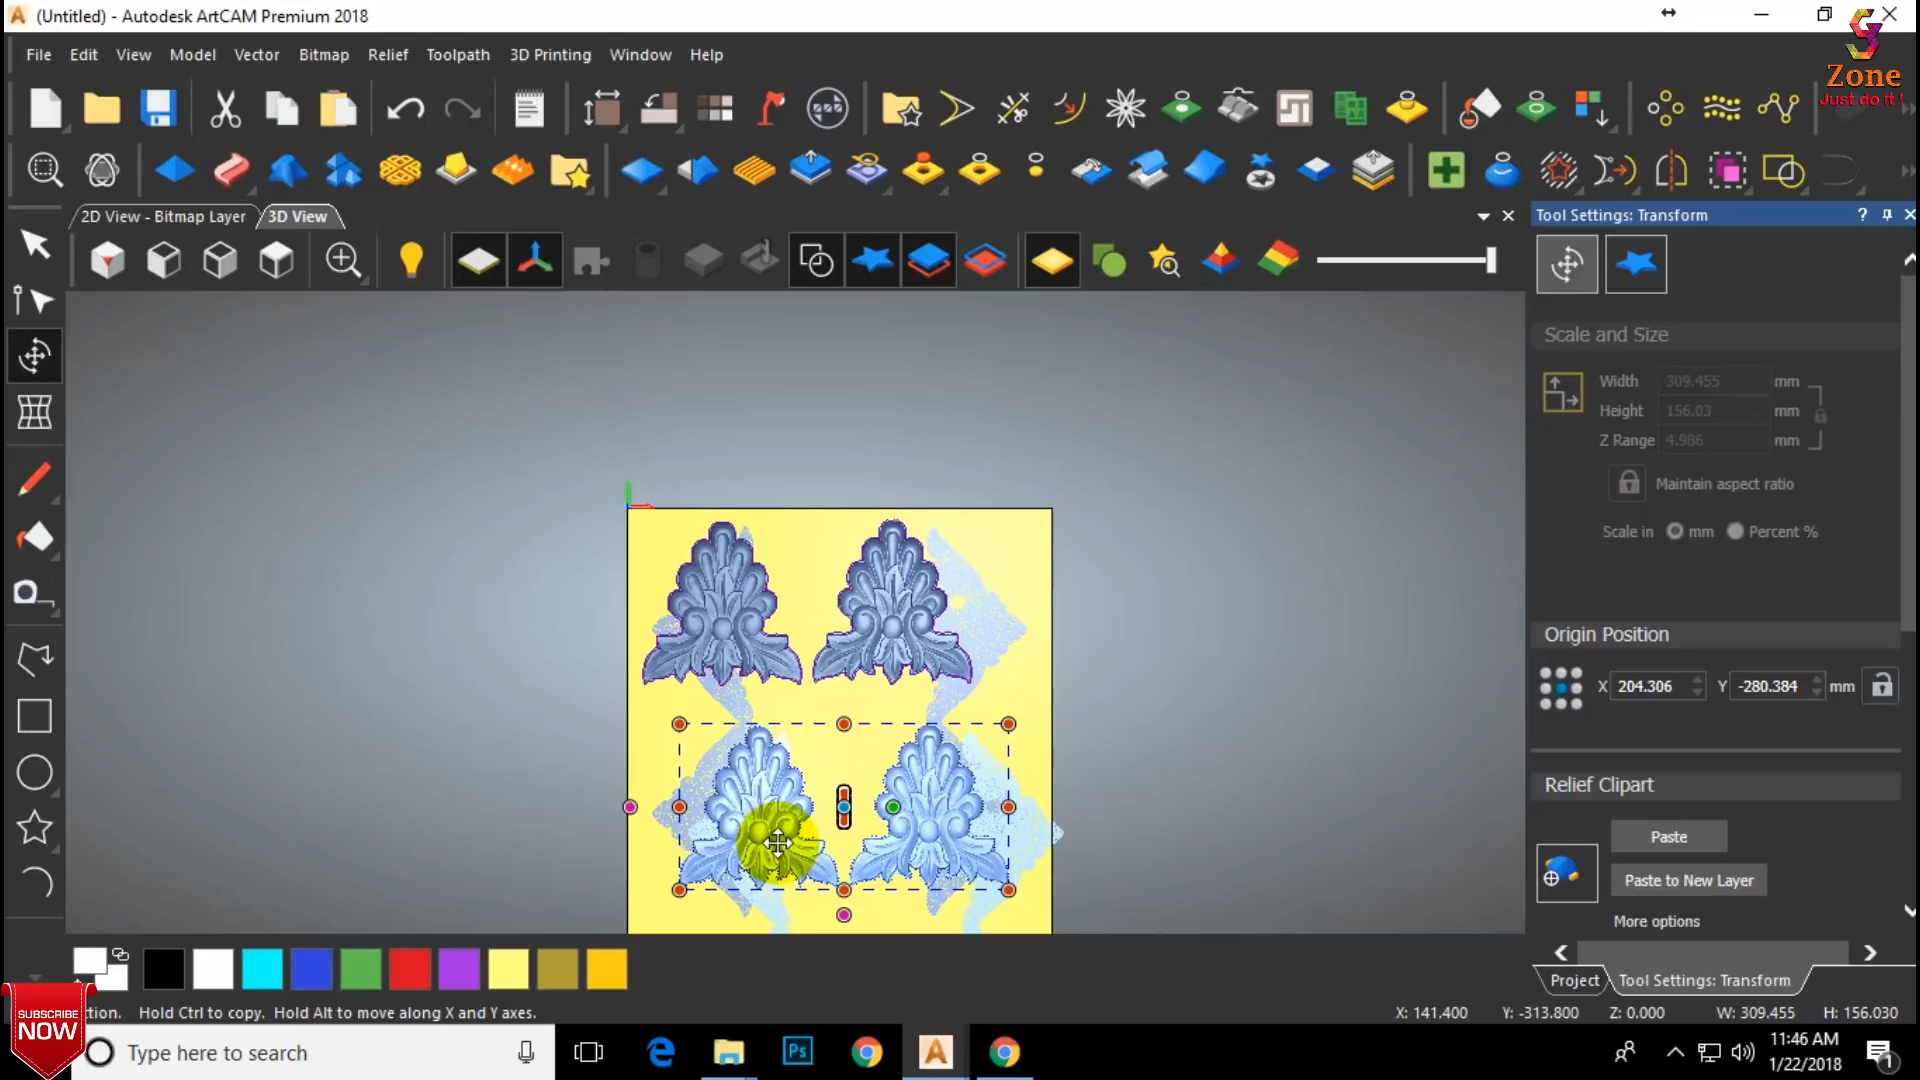 (Untitled) - Autodesk ArtCAM Premium 2018
Zone
Just do it !
File Edit View Model Vector Bitmap Relief Toolpath 3D Printing Window Help
2D View - Bitmap Layer 3D View
Tool Settings: Transform ?
Scale and Size
Width 309.455 mm
Height 156.03 mm
Z Range 4.986 mm
Maintain aspect ratio
Scale in mm Percent %
Origin Position
X 204.306 Y -280.384 mm
Relief Clipart
Paste
Paste to New Layer
More options
Project Tool Settings: Transform
SUBSCRIBE
NOW
ction. Hold Ctrl to copy. Hold Alt to move along X and Y axes.
X: 141.400 Y: -313.800 Z: 0.000 W: 309.455 H: 156.030
Type here to search
Ps
11:46 AM
1/22/2018
1